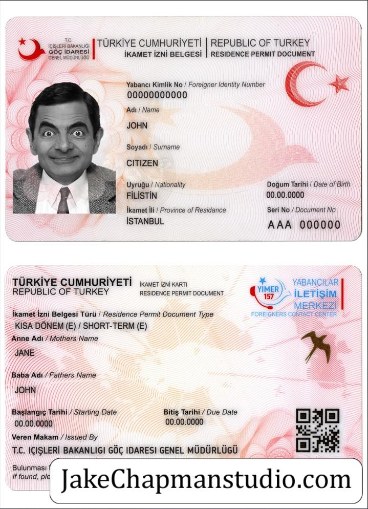 T.C.
İÇİŞLERİ BAKANLIĞI
GÖÇ İDARESİ
GENEL MÜDÜRLÜĞÜ
TÜRKİYE CUMHURİYETİ | REPUBLIC OF TURKEY
İKAMET İZNİ BELGESİ | RESIDENCE PERMIT DOCUMENT
Yabancı Kimlik No / Foreigner Identity Number
00000000000
Adı / Name
JOHN
Soyadı / Surname
CITIZEN
Uyruğu / Nationality
FİLİSTİN
Doğum Tarihi / Date of Birth
00.00.0000
İkamet İli / Province of Residence
İSTANBUL
Seri No / Document No
AAA 000000
TÜRKİYE CUMHURİYETİ
REPUBLIC OF TURKEY
İKAMET İZNİ KARTI
RESIDENCE PERMIT DOCUMENT
YIMER
157
YABANCILAR
İLETİŞİM
MERKEZİ
FOREIGNERS CONTACT CENTER
İkamet İzni Belgesi Türü / Residence Permit Document Type
KISA DÖNEM (E) / SHORT-TERM (E)
Anne Adı / Mothers Name
JANE
Baba Adı / Fathers Name
JOHN
Başlangıç Tarihi / Starting Date
00.00.0000
Bitiş Tarihi / Due Date
00.00.0000
Veren Makam / Issued By
T.C. İÇİŞLERİ BAKANLIĞI GÖÇ İDARESİ GENEL MÜDÜRLÜĞÜ
Bulunması
if found, plc
JakeChapmanstudio.com